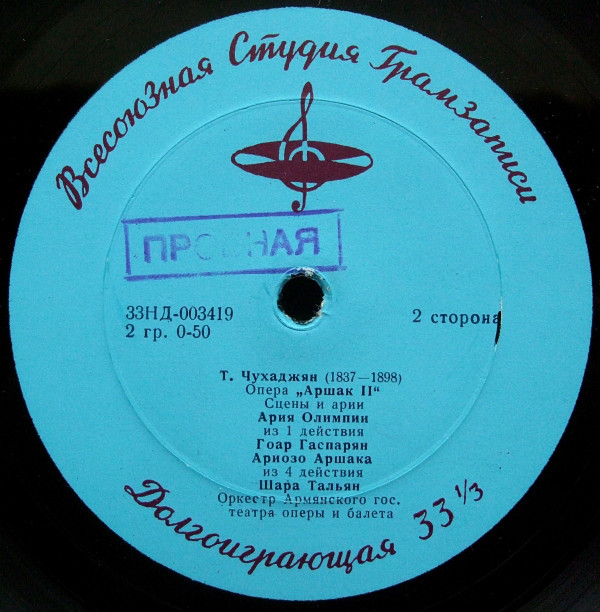 Всесоюзная Студия Грамзаписи
ПРОБНАЯ
33НД-003419
2 гр. 0-50
2 сторона
Т. Чухаджян (1837—1898)
Опера „Аршак II“
Сцены и арии
Ария Олимпии
из 1 действия
Гоар Гаспарян
Ариозо Аршака
из 4 действия
Шара Тальян
Оркестр Армянского гос.
театра оперы и балета
Долгоиграющая 33 1/3